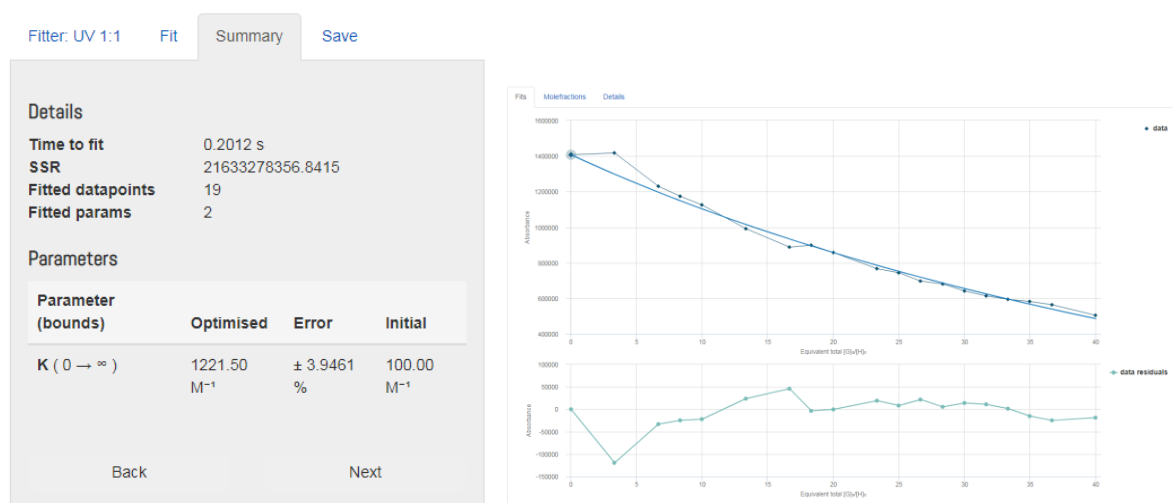 Fitter: UV 1:1 Fit Summary Save
Details
Time to fit 0.2012 s
SSR 21633278356.8415
Fitted datapoints 19
Fitted params 2
Parameters
Parameter
(bounds) Optimised Error Initial
K ( 0 → ∞ ) 1221.50 ± 3.9461 100.00
M⁻¹ % M⁻¹
Back Next
Fits Molefractions Details
data
1600000
1400000
1200000
1000000
800000
600000
400000
Absorbance
0 5 10 15 20 25 30 35 40
Equivalent total [G]₀/[H]₀
data residuals
100000
50000
0
-50000
-100000
-150000
Absorbance
0 5 10 15 20 25 30 35 40
Equivalent total [G]₀/[H]₀